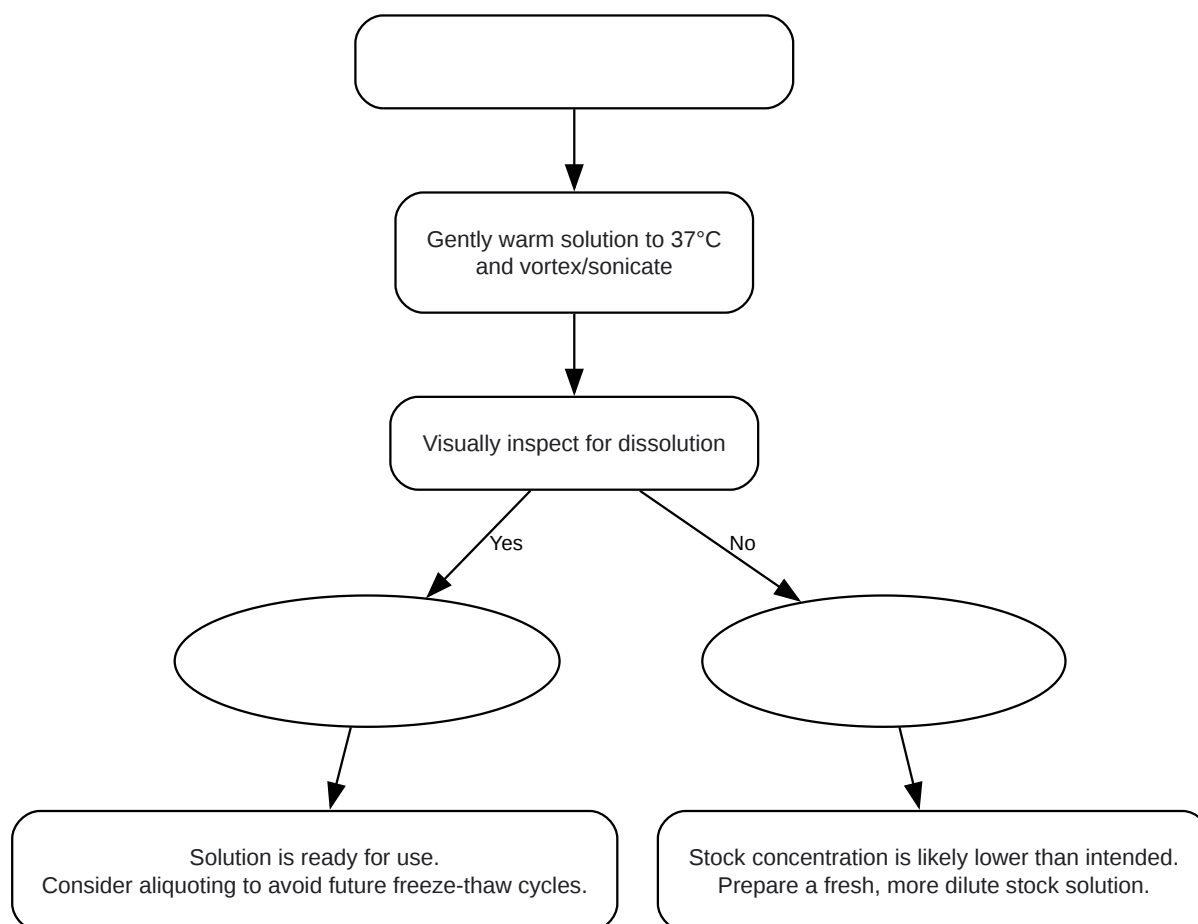 Gently warm solution to 37°C
and vortex/sonicate
Visually inspect for dissolution
Yes
No
Solution is ready for use.
Consider aliquoting to avoid future freeze-thaw cycles.
Stock concentration is likely lower than intended.
Prepare a fresh, more dilute stock solution.